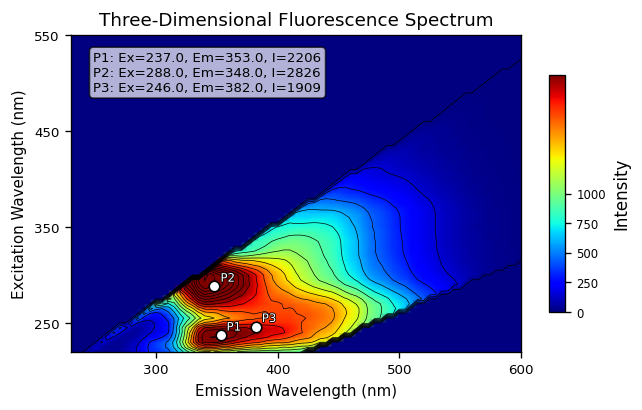 Three-Dimensional Fluorescence Spectrum
P1: Ex=237.0, Em=353.0, I=2206
P2: Ex=288.0, Em=348.0, I=2826
P3: Ex=246.0, Em=382.0, I=1909
550
450
350
250
Excitation Wavelength (nm)
P2
P3
P1
300
400
500
600
Emission Wavelength (nm)
1000
750
500
250
0
Intensity